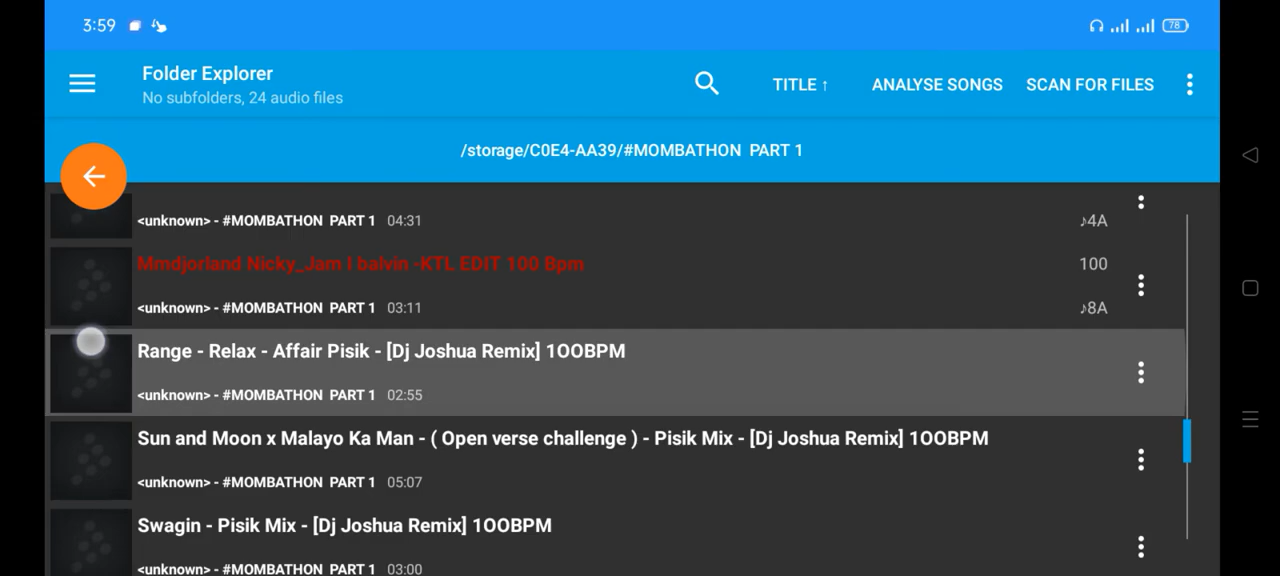 3:59
78
Folder Explorer
No subfolders, 24 audio files
TITLE ↑
ANALYSE SONGS
SCAN FOR FILES
/storage/C0E4-AA39/#MOMBATHON PART 1
<unknown> - #MOMBATHON PART 1 04:31
♪4A
Mmdjorland Nicky_Jam l balvin -KTL EDIT 100 Bpm
100
<unknown> - #MOMBATHON PART 1 03:11
♪8A
Range - Relax - Affair Pisik - [Dj Joshua Remix] 1OOBPM
<unknown> - #MOMBATHON PART 1 02:55
Sun and Moon x Malayo Ka Man - ( Open verse challenge ) - Pisik Mix - [Dj Joshua Remix] 1OOBPM
<unknown> - #MOMBATHON PART 1 05:07
Swagin - Pisik Mix - [Dj Joshua Remix] 1OOBPM
<unknown> - #MOMBATHON PART 1 03:00